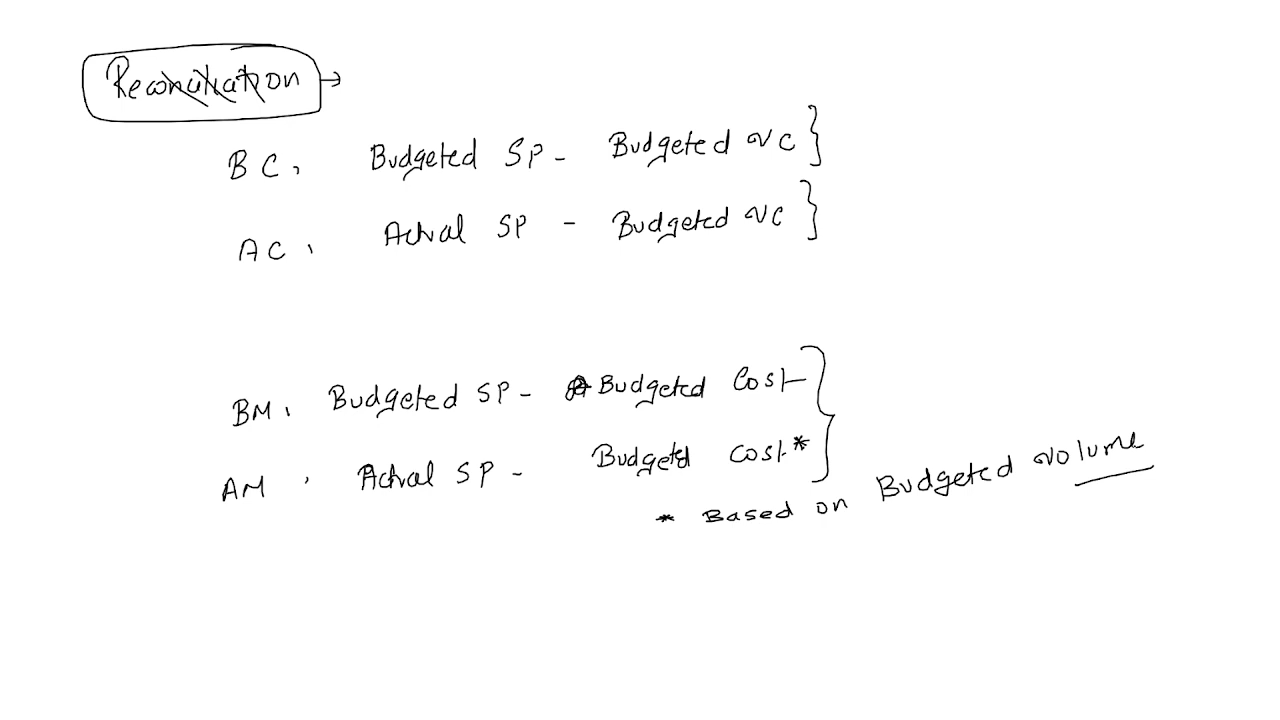 Reconciliation →
BC, Budgeted SP - Budgeted VC }
AC, Actual SP - Budgeted VC }
BM, Budgeted SP - Budgeted Cost
AM, Actual SP - Budgeted Cost*
* Based on Budgeted volume